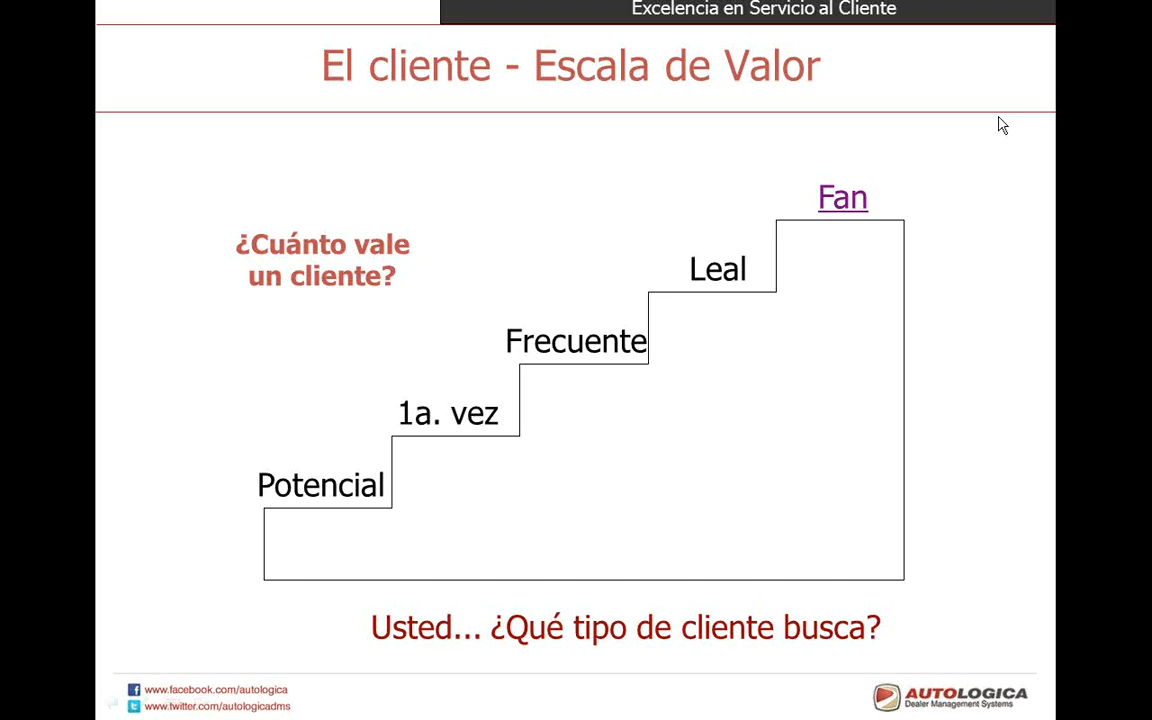 Excelencia en Servicio al Cliente
El cliente - Escala de Valor
Fan
¿Cuánto vale
un cliente?
Leal
Frecuente
1a. vez
Potencial
Usted... ¿Qué tipo de cliente busca?
www.facebook.com/autologica
www.twitter.com/autologicadms
AUTOLOGICA
Dealer Management Systems